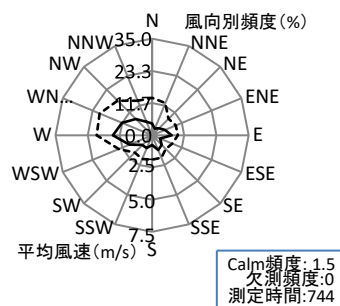 N
風向別頻度(%)
35.0
NNW
NNE
NW
23.3
NE
WN...
11.7
ENE
W
0.0
E
WSW
2.5
ESE
SW
5.0
SE
SSW
SSE
平均風速(m/s)
7.5
S
Calm頻度: 1.5
欠測頻度:0
測定時間:744